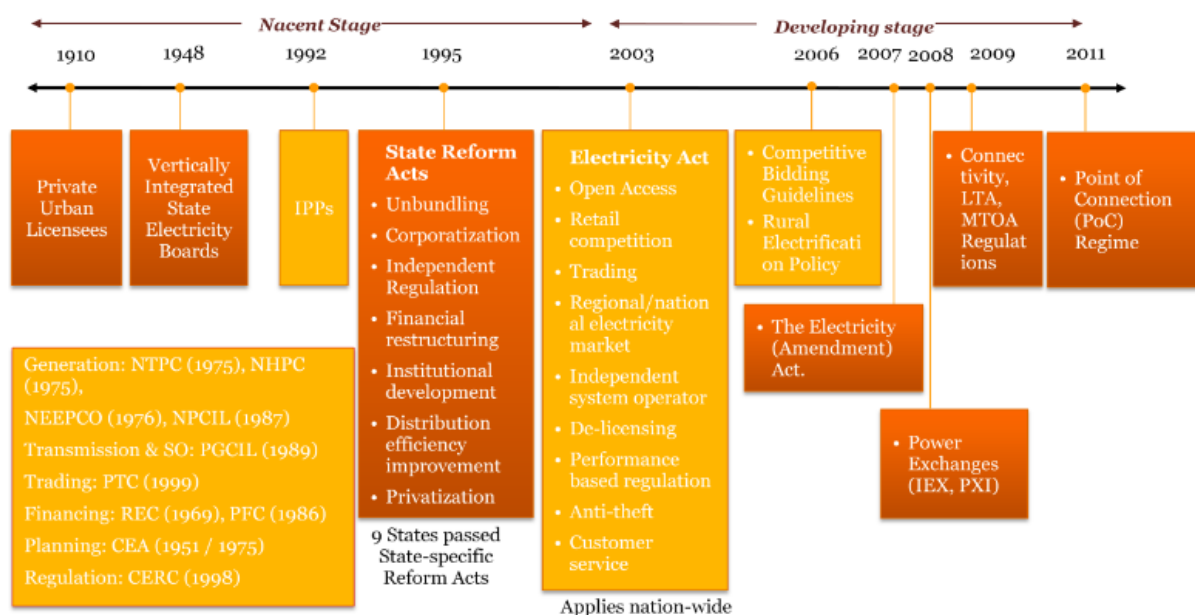 Nacent Stage
Developing stage
1910
1948
1992
1995
2003
2006
2007
2008
2009
2011
Private
Urban
Licensees
Vertically
Integrated
State
Electricity
Boards
IPPs
State Reform
Acts
• Unbundling
• Corporatization
• Independent
Regulation
• Financial
restructuring
• Institutional
development
• Distribution
efficiency
improvement
• Privatization
9 States passed
State-specific
Reform Acts
Electricity Act
• Open Access
• Retail
competition
• Trading
• Regional/nation
al electricity
market
• Independent
system operator
• De-licensing
• Performance
based regulation
• Anti-theft
• Customer
service
Applies nation-wide
• Competitive
Bidding
Guidelines
• Rural
Electrificati
on Policy
• The Electricity
(Amendment)
Act.
• Power
Exchanges
(IEX, PXI)
• Connec
tivity,
LTA,
MTOA
Regulat
ions
• Point of
Connection
(PoC)
Regime
Generation: NTPC (1975), NHPC
(1975),
NEEPCO (1976), NPCIL (1987)
Transmission & SO: PGCIL (1989)
Trading: PTC (1999)
Financing: REC (1969), PFC (1986)
Planning: CEA (1951 / 1975)
Regulation: CERC (1998)